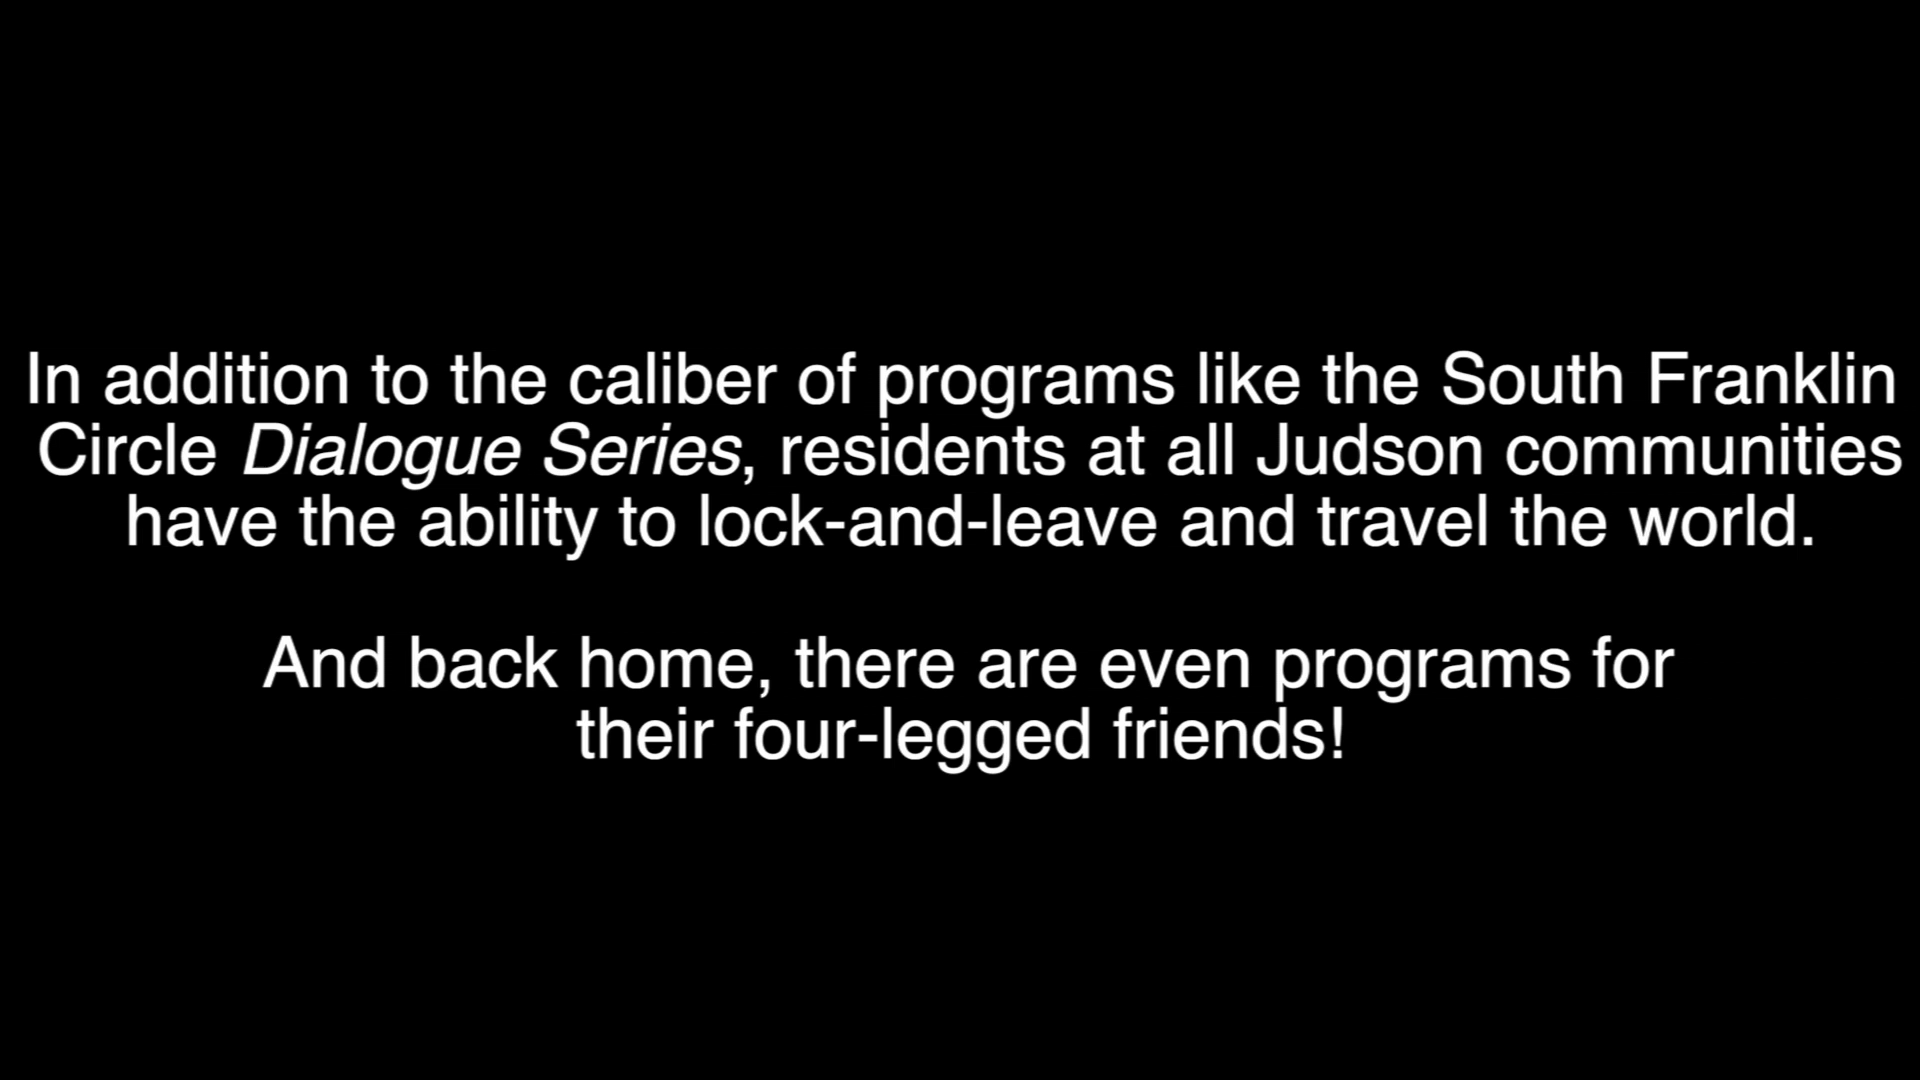 In addition to the caliber of programs like the South Franklin
Circle Dialogue Series, residents at all Judson communities
have the ability to lock-and-leave and travel the world.
And back home, there are even programs for
their four-legged friends!